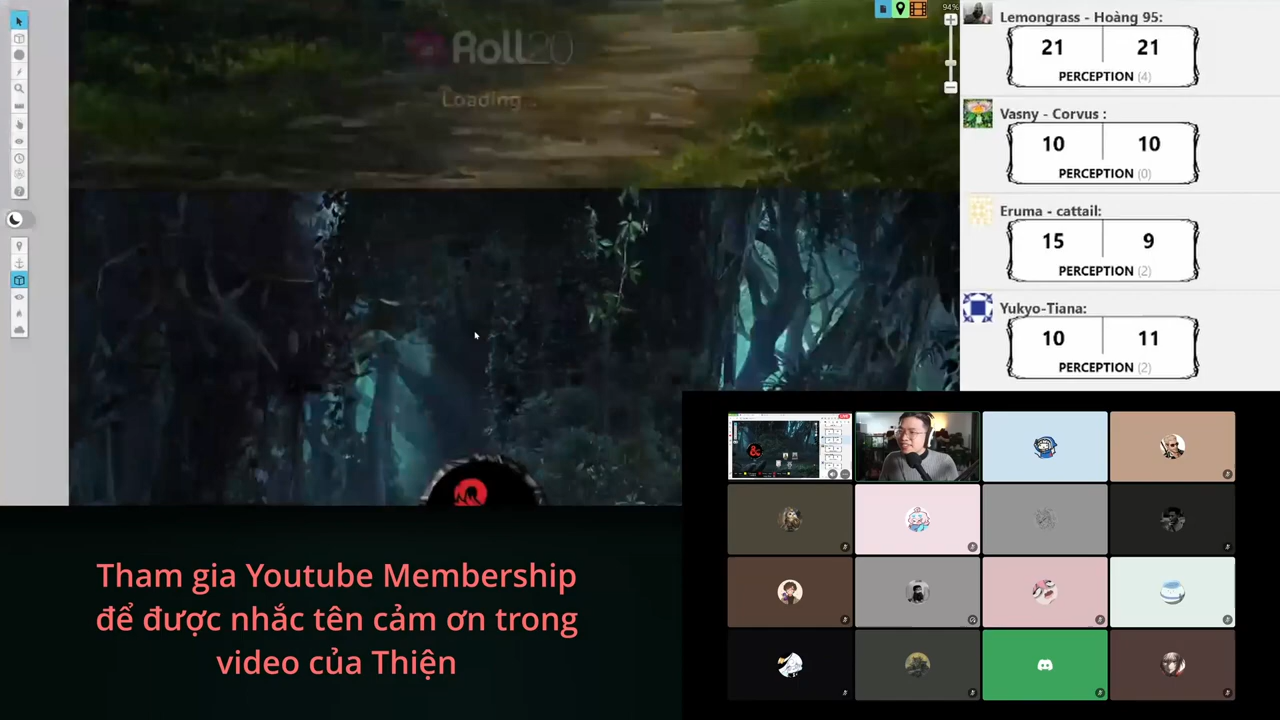 Roll20
Loading...
94%
Lemongrass - Hoàng 95:
21 21
PERCEPTION (4)
Vasny - Corvus :
10 10
PERCEPTION (0)
Eruma - cattail:
15 9
PERCEPTION (2)
Yukyo-Tiana:
10 11
PERCEPTION (2)
Tham gia Youtube Membership
để được nhắc tên cảm ơn trong
video của Thiện